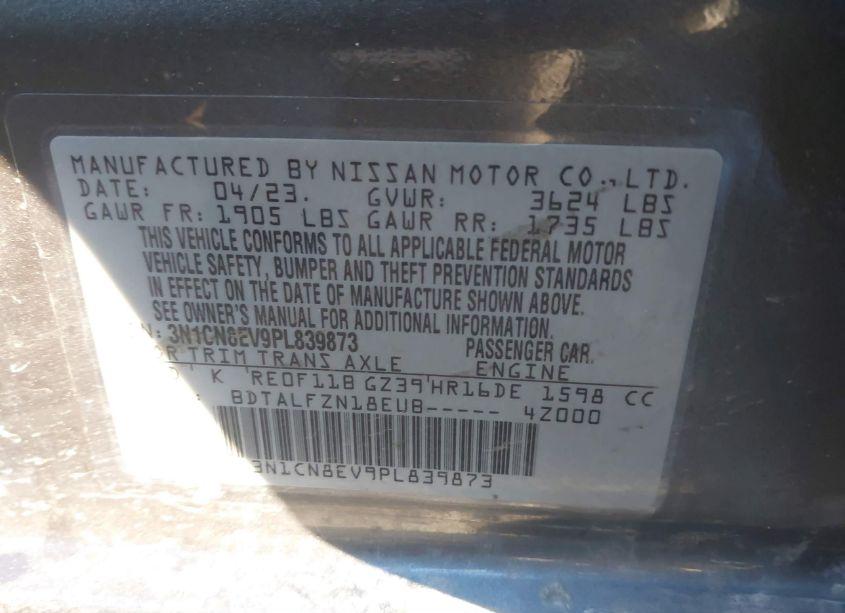 MANUFACTURED BY NISSAN MOTOR CO., LTD.
DATE: 04/23. GVWR: 3624 LBS
GAWR FR: 1905 LBS GAWR RR: 1735 LBS
THIS VEHICLE CONFORMS TO ALL APPLICABLE FEDERAL MOTOR
VEHICLE SAFETY, BUMPER AND THEFT PREVENTION STANDARDS
IN EFFECT ON THE DATE OF MANUFACTURE SHOWN ABOVE.
SEE OWNER'S MANUAL FOR ADDITIONAL INFORMATION.
3N1CN8EV9PL839873 PASSENGER CAR.
TRIM TRANS AXLE ENGINE
K RE0F11B GZ39 HR16DE 1598 CC
BDTALFZN18EUB----- 4Z000
3N1CN8EV9PL839873